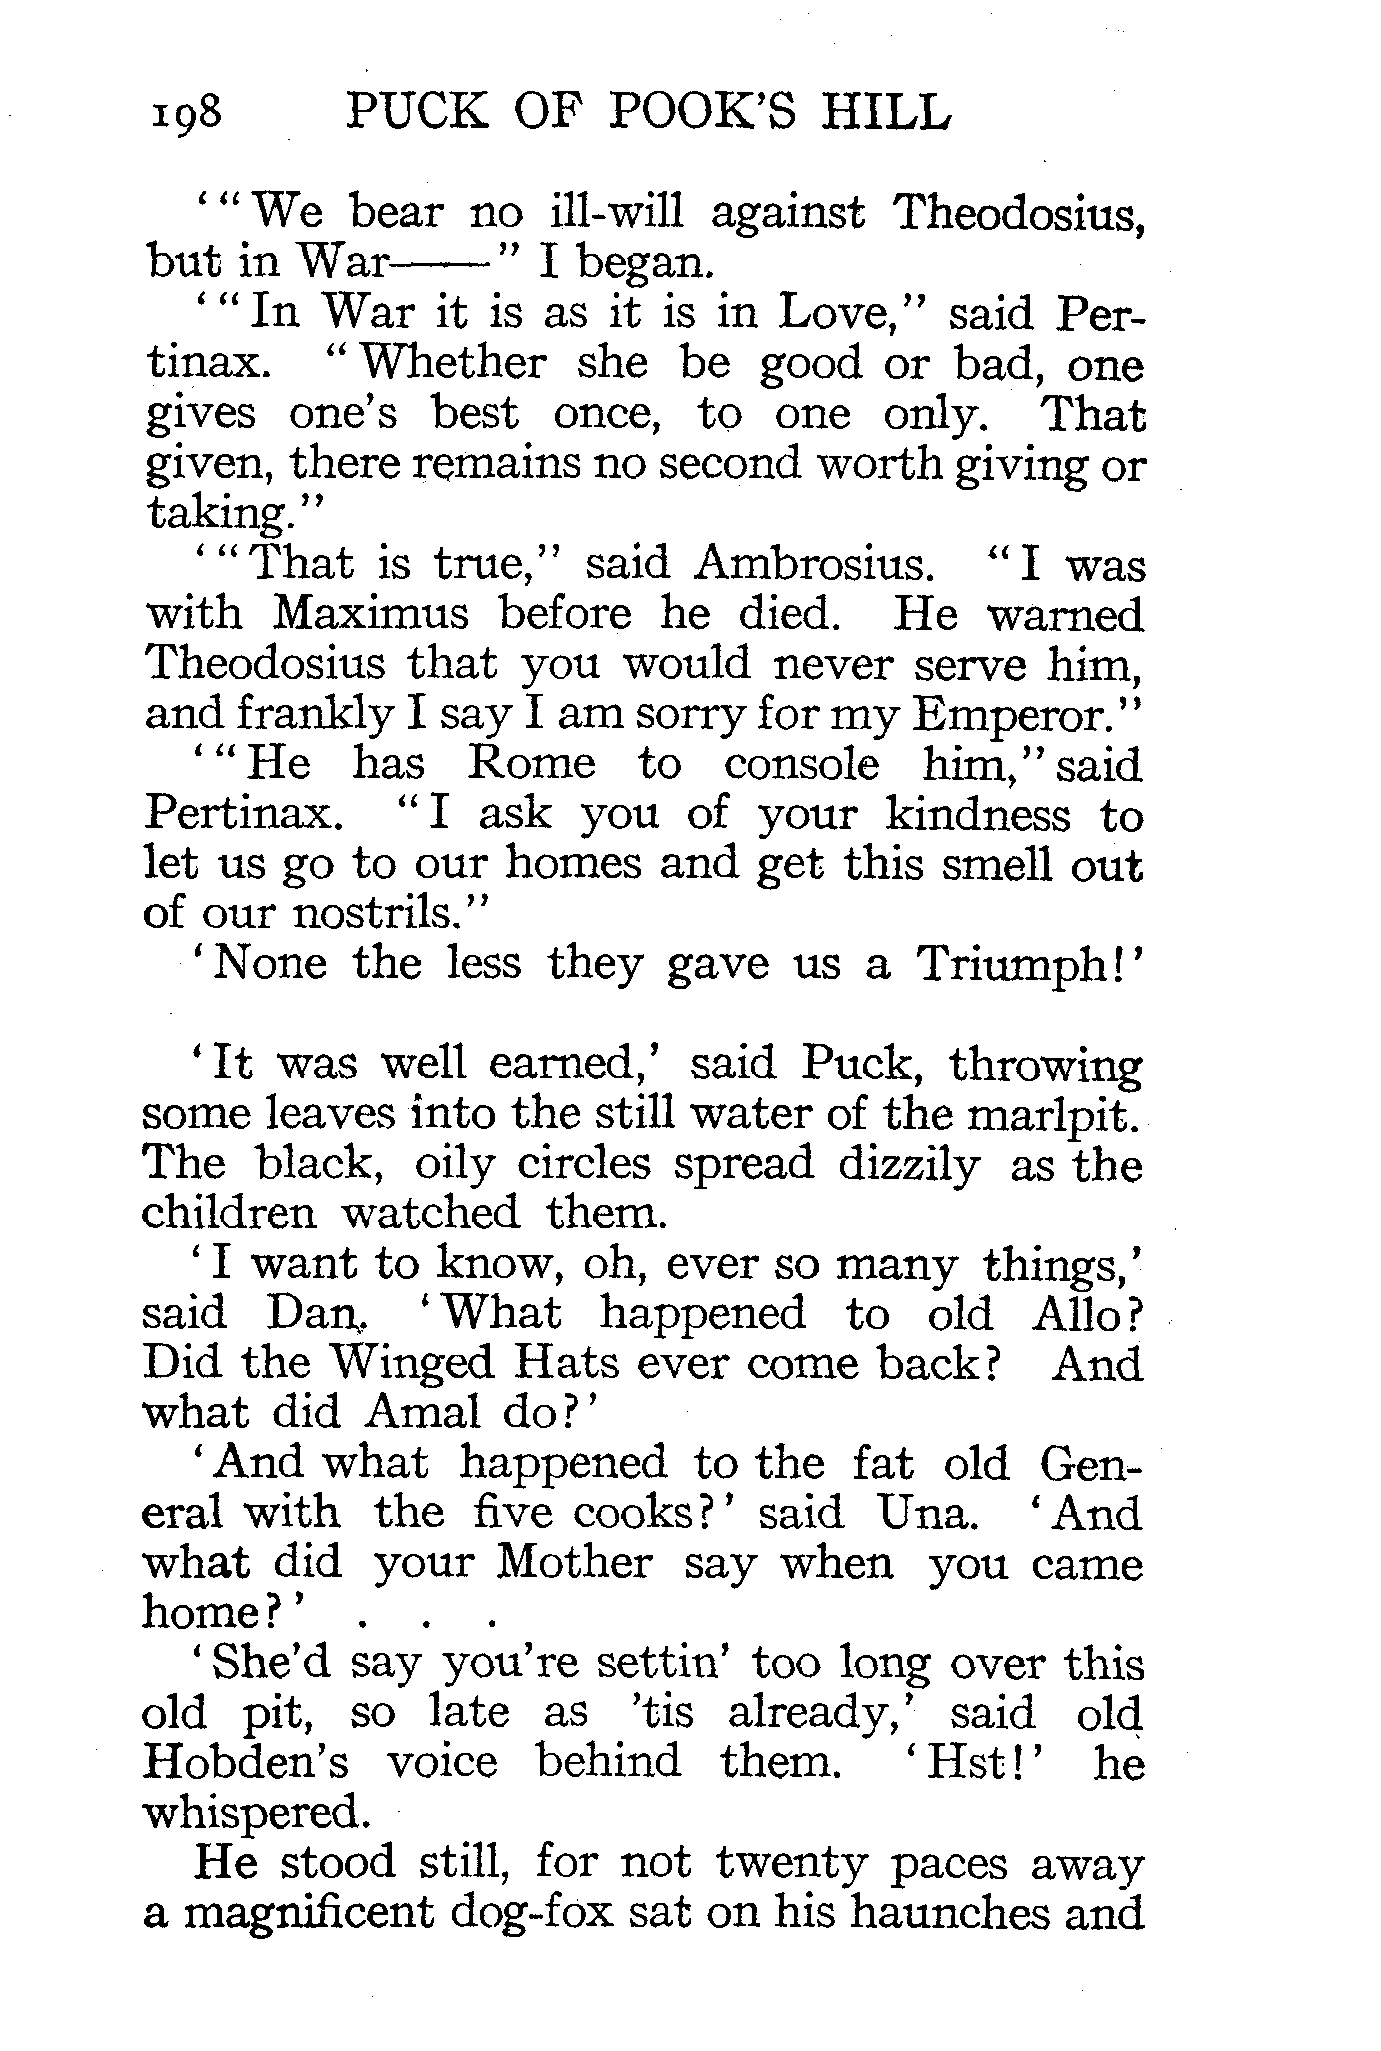 198 PUCK OF POOK'S HILL
‘“We bear no ill-will against Theodosius,
but in War——” I began.
‘“In War it is as it is in Love,” said Per-
tinax. “Whether she be good or bad, one
gives one's best once, to one only. That
given, there remains no second worth giving or
taking.”
‘“That is true,” said Ambrosius. “I was
with Maximus before he died. He warned
Theodosius that you would never serve him,
and frankly I say I am sorry for my Emperor.”
‘“He has Rome to console him,” said
Pertinax. “I ask you of your kindness to
let us go to our homes and get this smell out
of our nostrils.”
‘None the less they gave us a Triumph!’
‘It was well earned,’ said Puck, throwing
some leaves into the still water of the marlpit.
The black, oily circles spread dizzily as the
children watched them.
‘I want to know, oh, ever so many things,’
said Dan. ‘What happened to old Allo?
Did the Winged Hats ever come back? And
what did Amal do?’
‘And what happened to the fat old Gen-
eral with the five cooks?’ said Una. ‘And
what did your Mother say when you came
home?’ . . .
‘She'd say you're settin’ too long over this
old pit, so late as ’tis already,’ said old
Hobden's voice behind them. ‘Hst!’ he
whispered.
He stood still, for not twenty paces away
a magnificent dog-fox sat on his haunches and